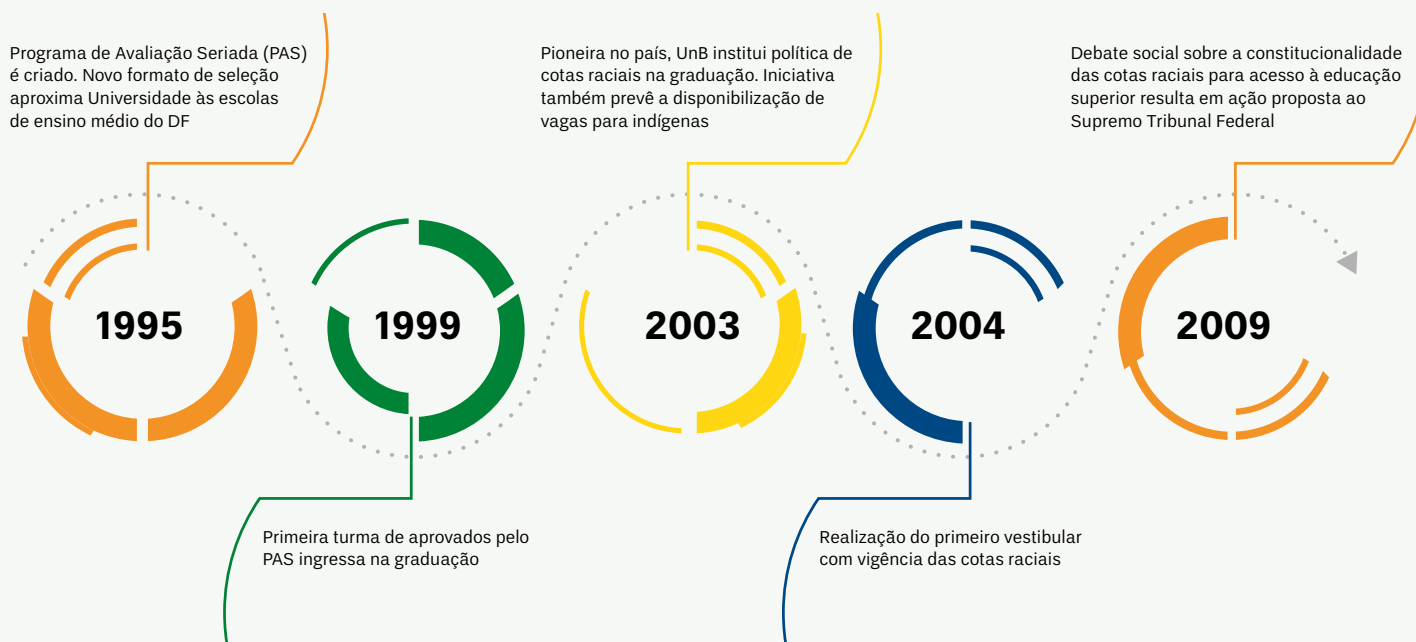 Programa de Avaliação Seriada (PAS)
é criado. Novo formato de seleção
aproxima Universidade às escolas
de ensino médio do DF
1995
1999
Primeira turma de aprovados pelo
PAS ingressa na graduação
Pioneira no país, UnB institui política de
cotas raciais na graduação. Iniciativa
também prevê a disponibilização de
vagas para indígenas
2003
2004
Realização do primeiro vestibular
com vigência das cotas raciais
Debate social sobre a constitucionalidade
das cotas raciais para acesso à educação
superior resulta em ação proposta ao
Supremo Tribunal Federal
2009